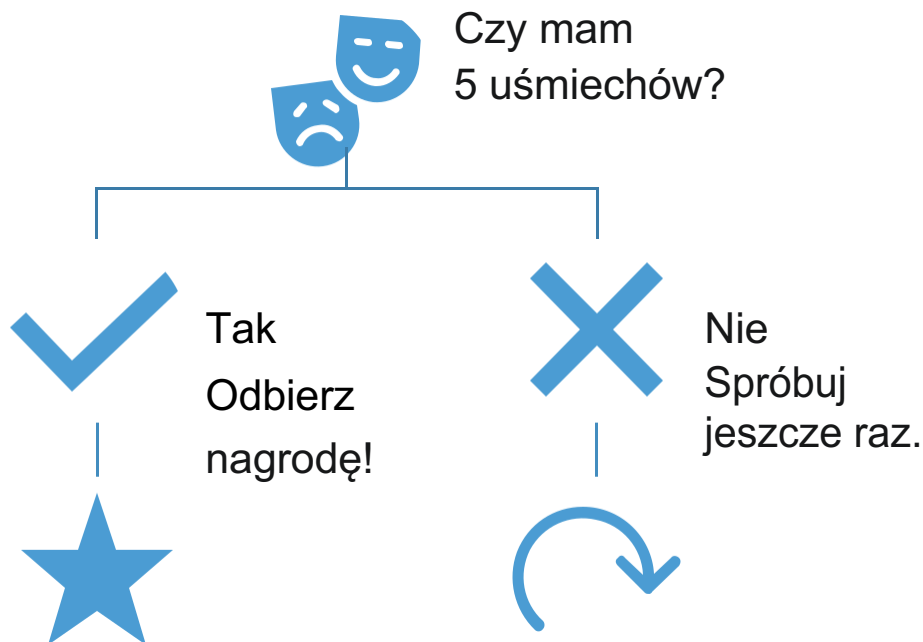 Czy mam
5 uśmiechów?
Tak
Odbierz
nagrodę!
Nie
Spróbuj
jeszcze raz.